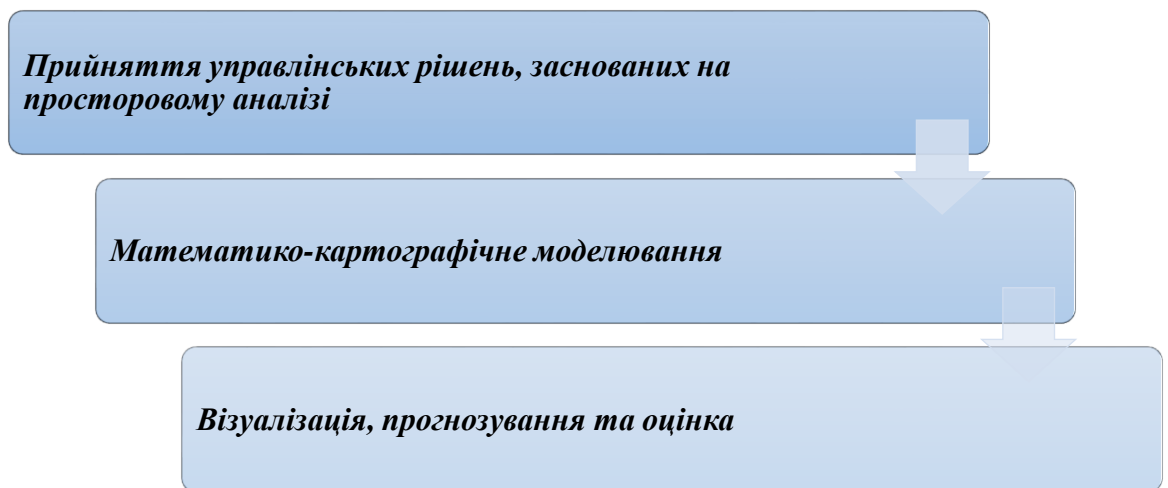 Прийняття управлінських рішень, заснованих на
просторовому аналізі
Математико-картографічне моделювання
Візуалізація, прогнозування та оцінка